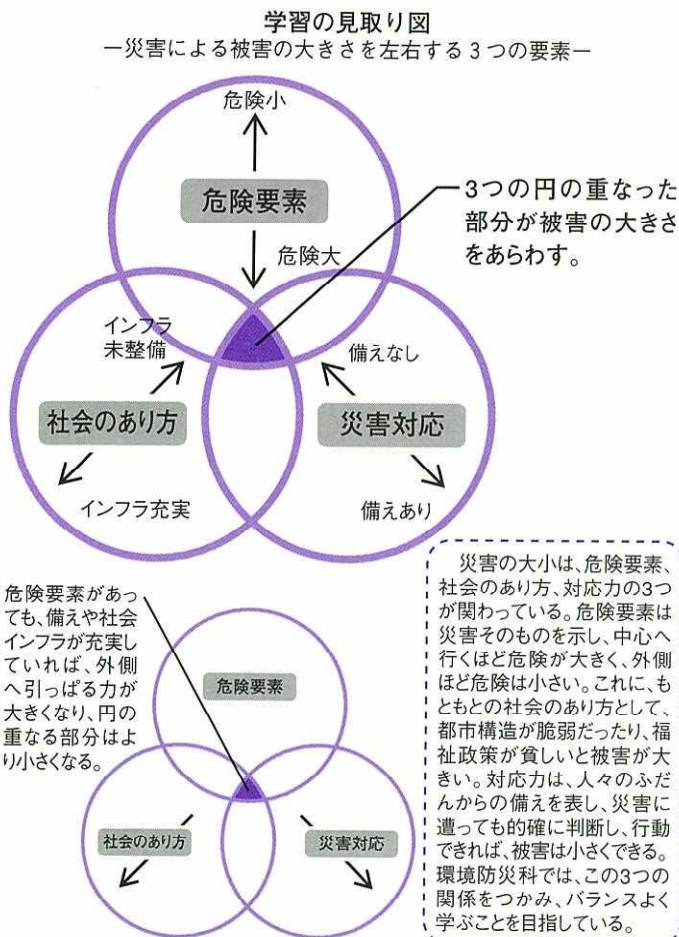 学習の見取り図
ー災害による被害の大きさを左右する3つの要素ー
危険小
危険要素
危険大
3つの円の重なった
部分が被害の大きさ
をあらわす。
インフラ
未整備
備えなし
社会のあり方
災害対応
インフラ充実
備えあり
危険要素があっ
ても、備えや社会
インフラが充実し
ていれば、外側
へ引っぱる力が
大きくなり、円の
重なる部分はよ
り小さくなる。
危険要素
社会のあり方
災害対応
災害の大小は、危険要素、
社会のあり方、対応力の3つ
が関わっている。危険要素は
災害そのものを示し、中心へ
行くほど危険が大きく、外側
ほど危険は小さい。これに、も
ともとの社会のあり方として、
都市構造が脆弱だったり、福
祉政策が貧しいと被害が大
きい。対応力は、人々のふだ
んからの備えを表し、災害に
遭っても的確に判断し、行動
できれば、被害は小さくできる。
環境防災科では、この3つの
関係をつかみ、バランスよく
学ぶことを目指している。